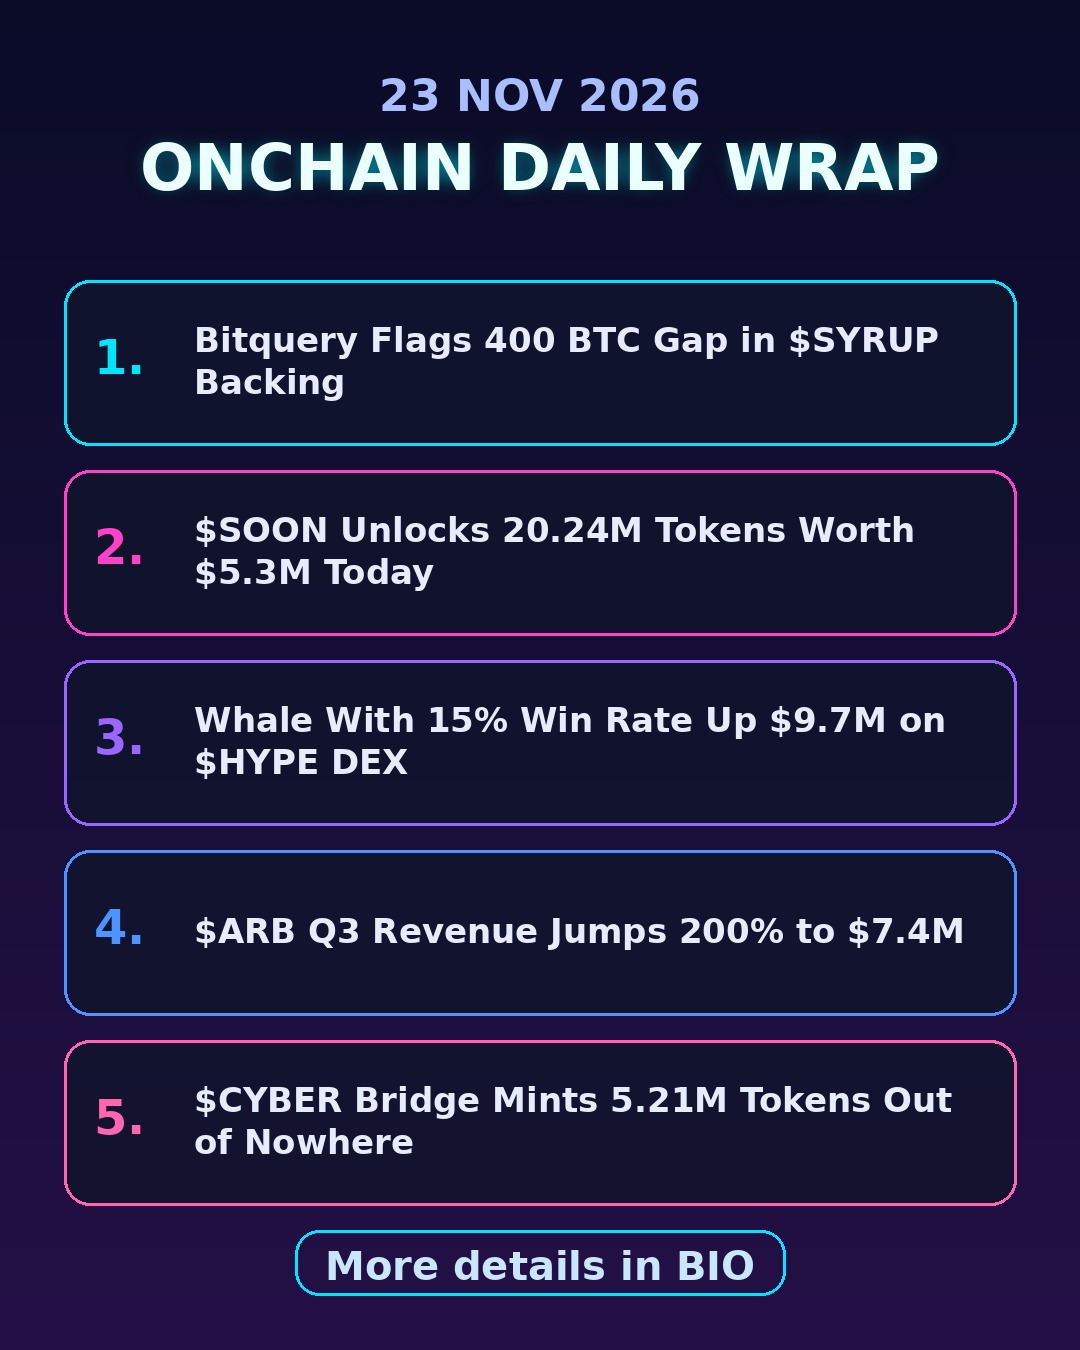 23 NOV 2026
ONCHAIN DAILY WRAP
1.
Bitquery Flags 400 BTC Gap in $SYRUP
Backing
2.
$SOON Unlocks 20.24M Tokens Worth
$5.3M Today
3.
Whale With 15% Win Rate Up $9.7M on
$HYPE DEX
4.
$ARB Q3 Revenue Jumps 200% to $7.4M
5.
$CYBER Bridge Mints 5.21M Tokens Out
of Nowhere
More details in BIO